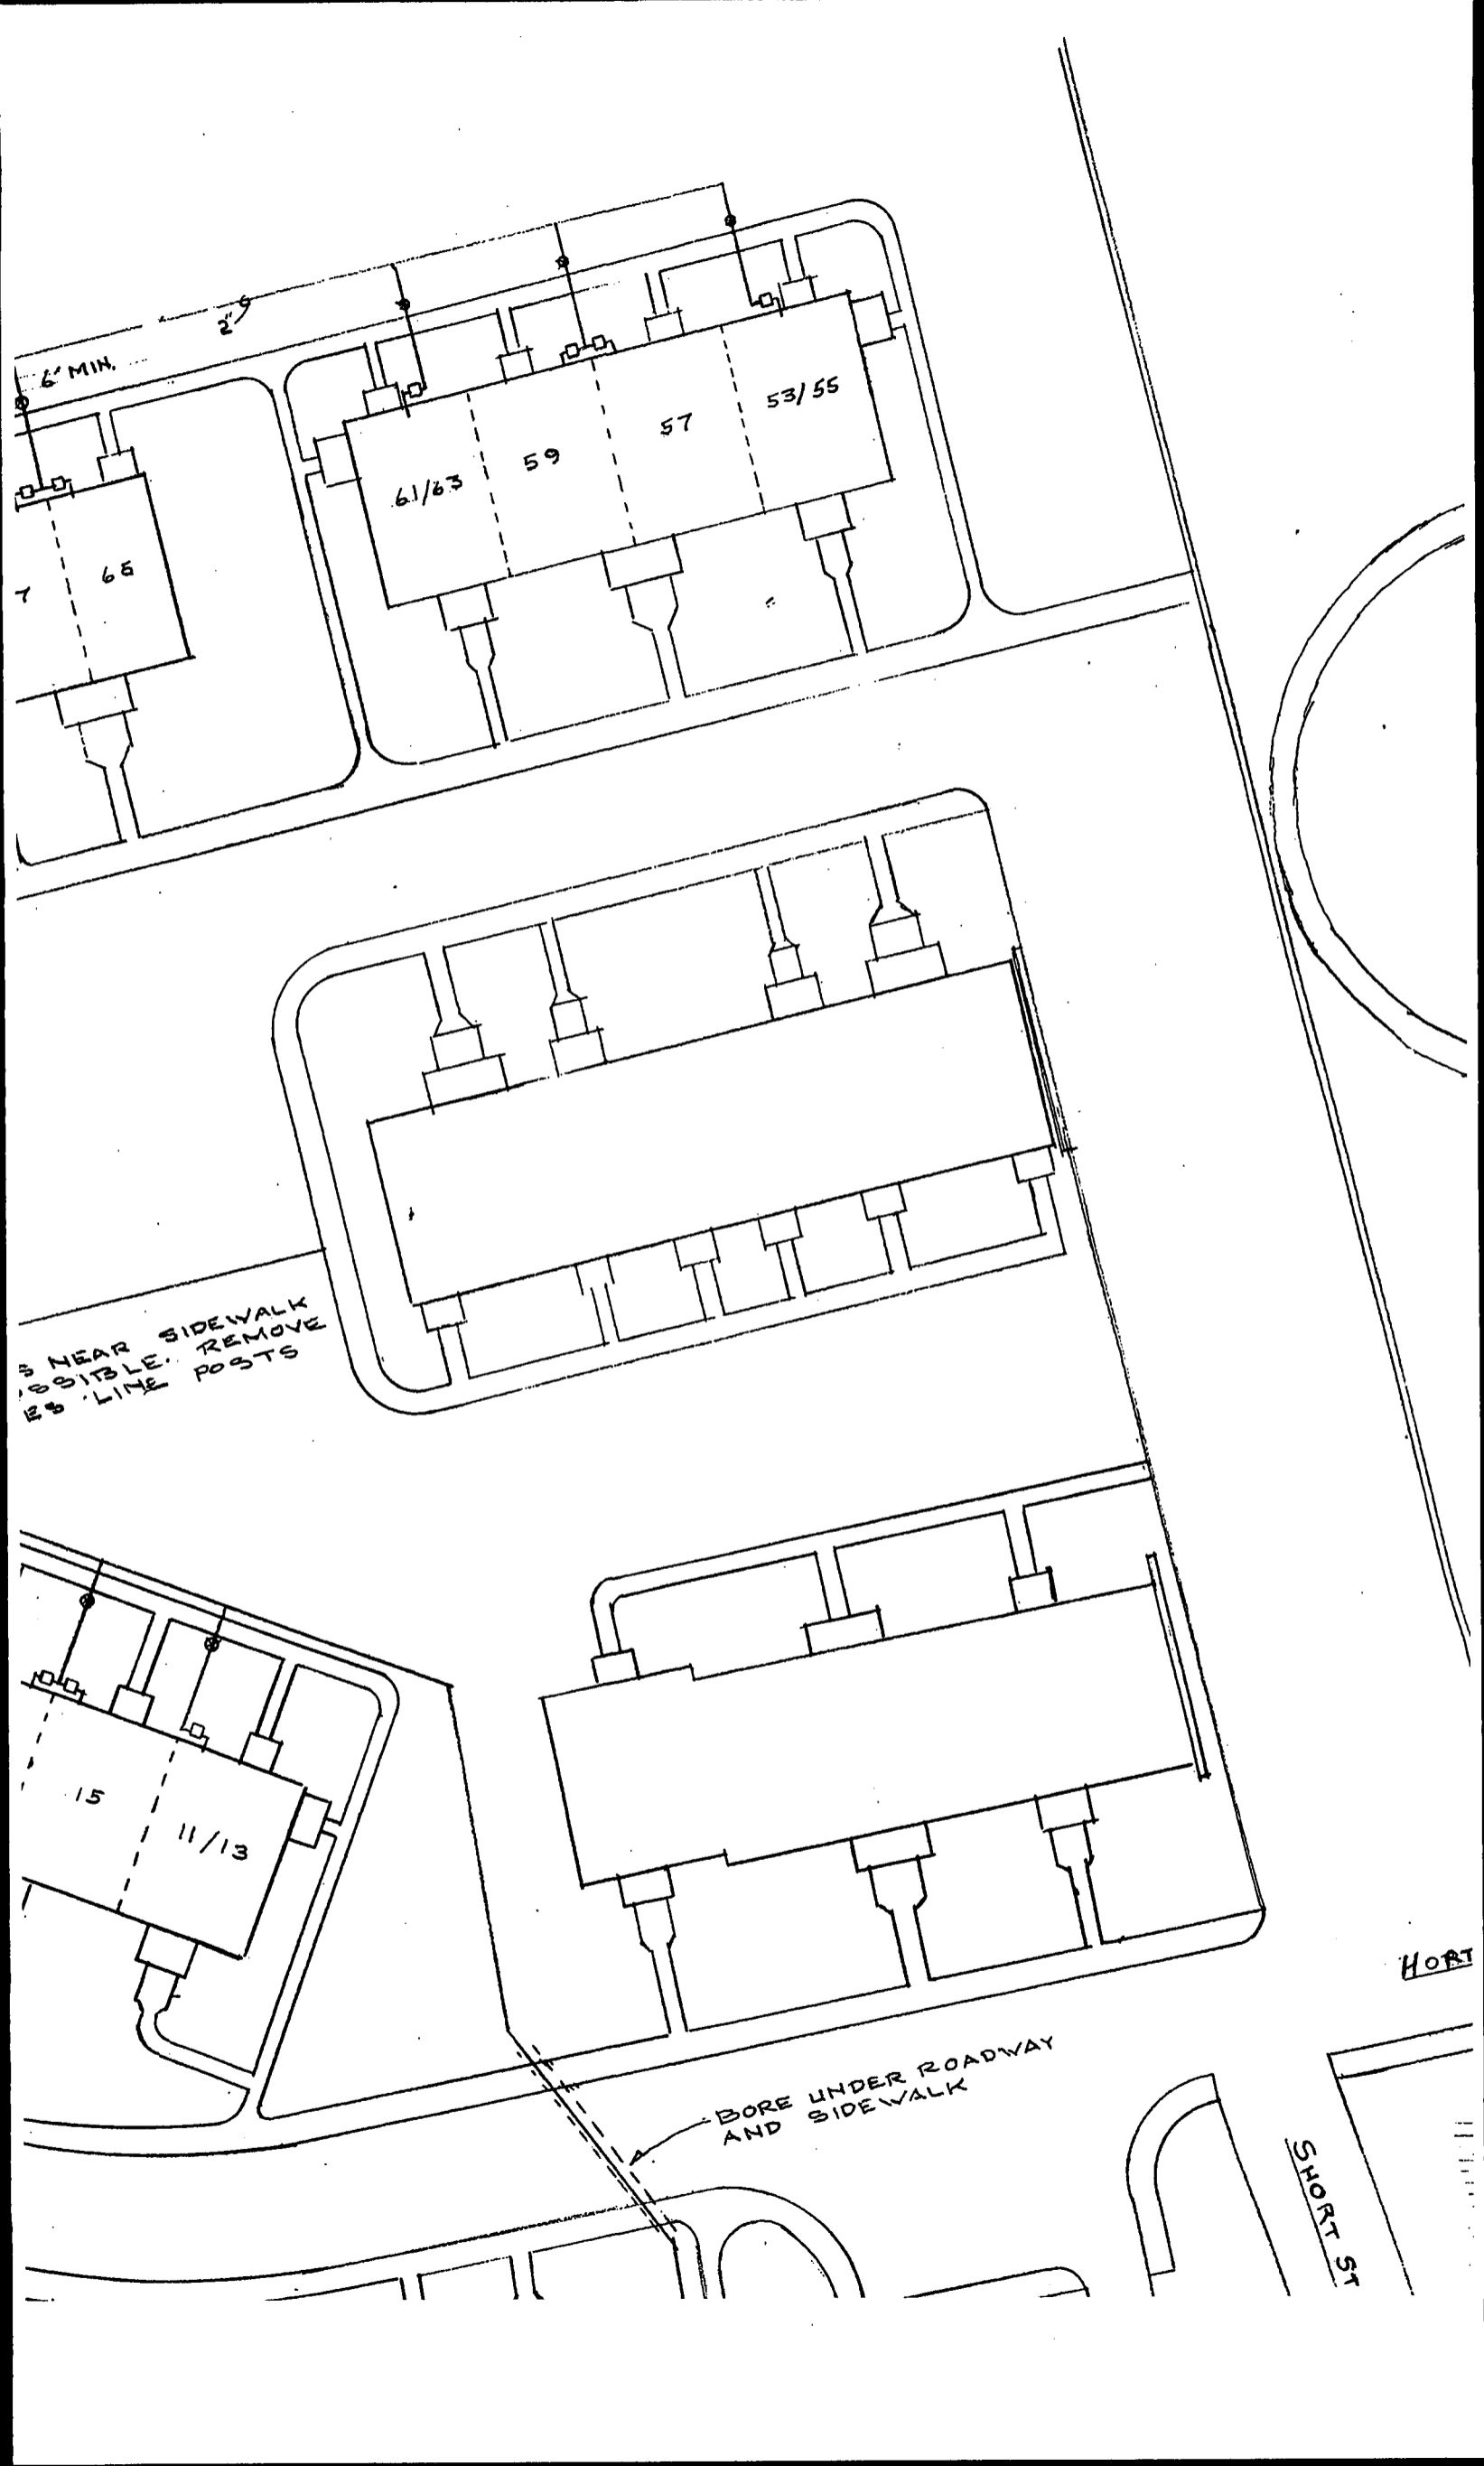 2"
6' MIN.
53/55
57
59
61/63
65
7
S NEAR SIDEWALK
SSIBLE. REMOVE
ES LINE POSTS
15
11/13
HORT
BORE UNDER ROADWAY
AND SIDEWALK
SHORT ST